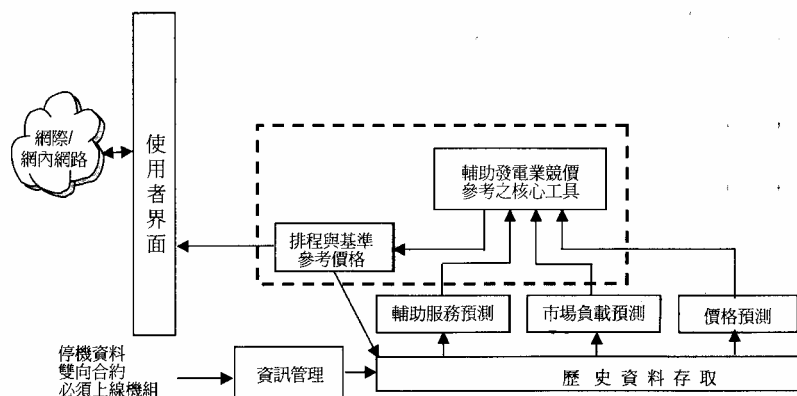 網際/
網內網路
使用者界面
輔助發電業競價
參考之核心工具
排程與基準
參考價格
輔助服務預測
市場負載預測
價格預測
停機資料
雙向合約
必須上線機組
資訊管理
歷史資料存取